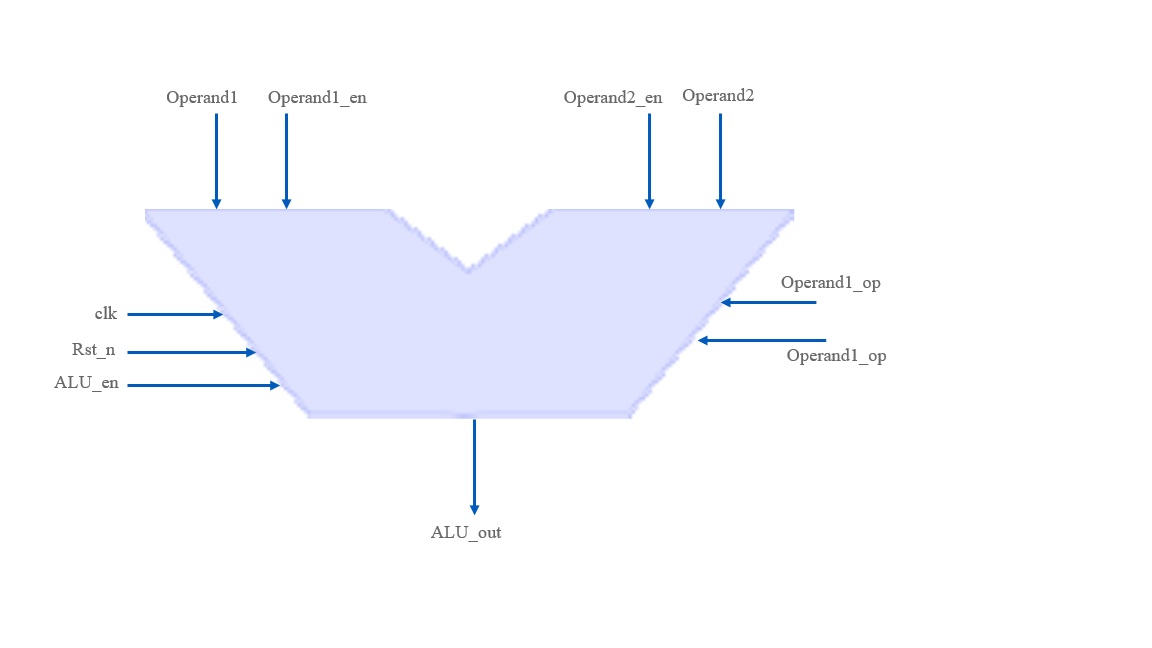 Operand1
Operand1_en
Operand2_en
Operand2
clk
Rst_n
ALU_en
Operand1_op
Operand1_op
ALU_out